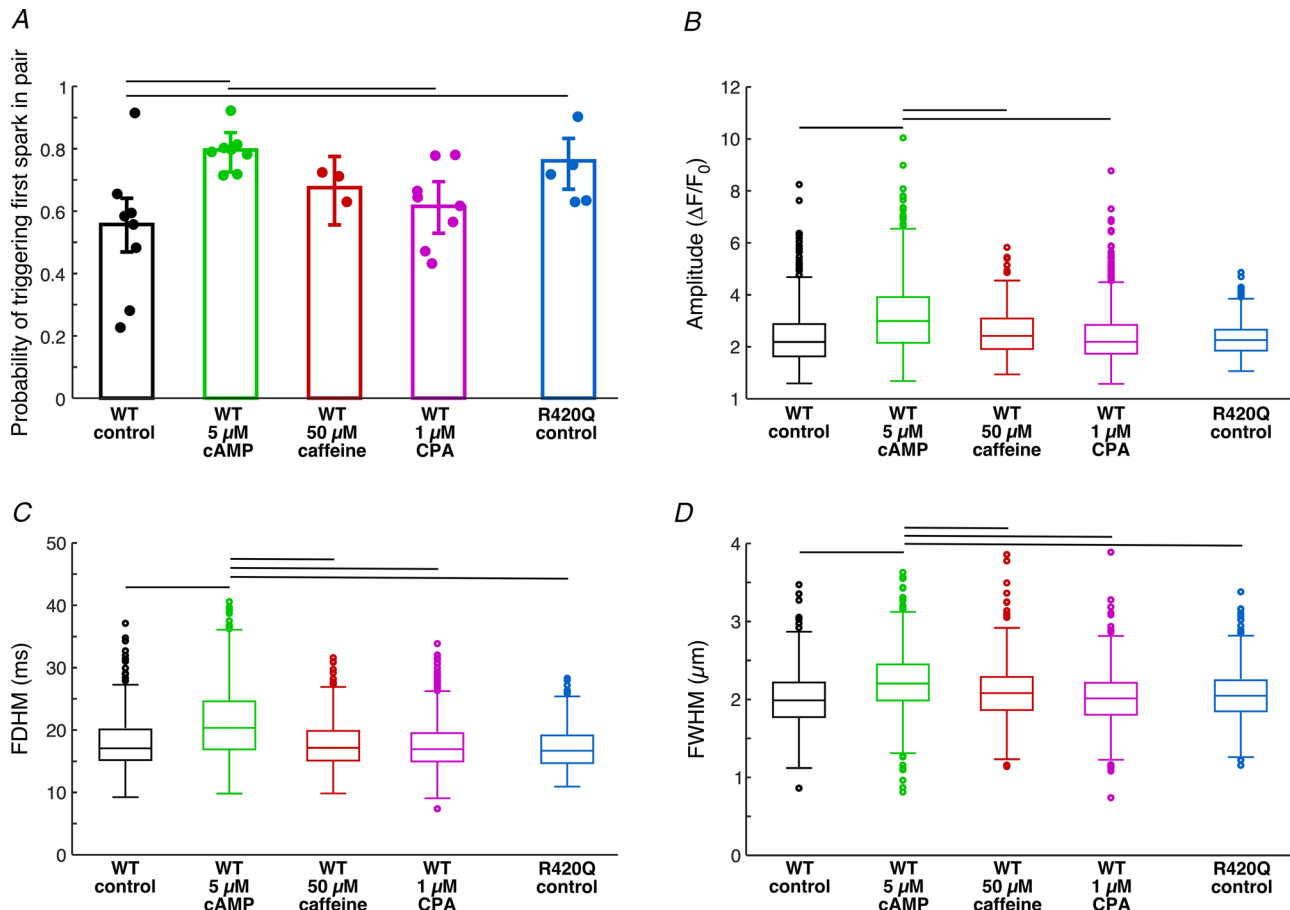 A
Probability of triggering first spark in pair
1
0.8
0.6
0.4
0.2
0
WT
control
WT
5 µM
cAMP
WT
50 µM
caffeine
WT
1 µM
CPA
R420Q
control
B
Amplitude (ΔF/F0)
12
10
8
6
4
2
1
WT
control
WT
5 µM
cAMP
WT
50 µM
caffeine
WT
1 µM
CPA
R420Q
control
C
FDHM (ms)
50
40
30
20
10
0
WT
control
WT
5 µM
cAMP
WT
50 µM
caffeine
WT
1 µM
CPA
R420Q
control
D
FWHM (µm)
4
3
2
1
0
WT
control
WT
5 µM
cAMP
WT
50 µM
caffeine
WT
1 µM
CPA
R420Q
control